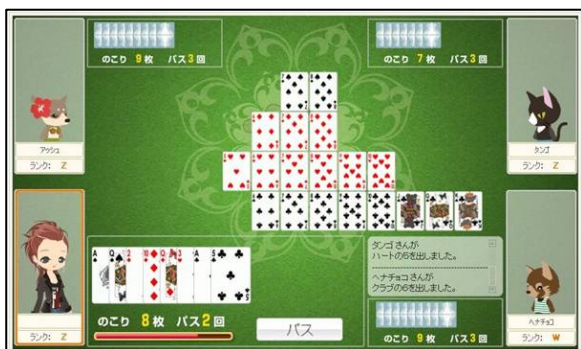 のこり 9枚 パス3回
のこり 7枚 パス3回
アッシュ
ランク: Z
タンゴ
ランク: Z
タンゴさんが
ハートの6を出しました。
ヘナチョコさんが
クラブの6を出しました。
A Q 2 10 Q 3 A 5
のこり 8枚 パス2回
パス
のこり 9枚 パス3回
ランク: Z
ヘナチョコ
ランク: W